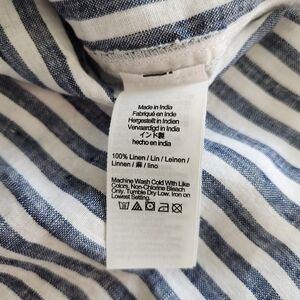 Made in India
Fabriqué en Inde
Hergestellt in Indien
Vervaardigd in India
インド製
hecho en india
100% Linen / Lin / Leinen /
Linnen / 麻 / lino
Machine Wash Cold With Like
Colors, Non-Chlorine Bleach
Only. Tumble Dry Low. Iron on
Lowest Setting.